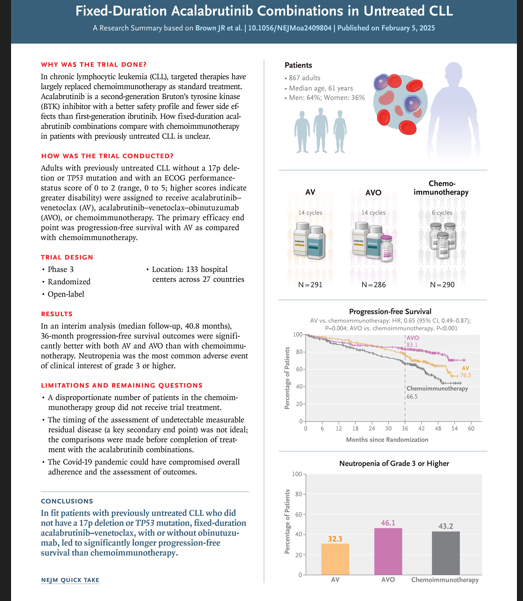 Fixed-Duration Acalabrutinib Combinations in Untreated CLL
A Research Summary based on Brown JR et al. | 10.1056/NEJMoa2409804 | Published on February 5, 2025
WHY WAS THE TRIAL DONE?
In chronic lymphocytic leukemia (CLL), targeted therapies have
largely replaced chemoimmunotherapy as standard treatment.
Acalabrutinib is a second-generation Bruton's tyrosine kinase
(BTK) inhibitor with a better safety profile and fewer side ef-
fects than first-generation ibrutinib. How fixed-duration acal-
abrutinib combinations compare with chemoimmunotherapy
in patients with previously untreated CLL is unclear.
HOW WAS THE TRIAL CONDUCTED?
Adults with previously untreated CLL without a 17p dele-
tion or TP53 mutation and with an ECOG performance-
status score of 0 to 2 (range, 0 to 5; higher scores indicate
greater disability) were assigned to receive acalabrutinib–
venetoclax (AV), acalabrutinib–venetoclax–obinutuzumab
(AVO), or chemoimmunotherapy. The primary efficacy end
point was progression-free survival with AV as compared
with chemoimmunotherapy.
TRIAL DESIGN
• Phase 3
• Randomized
• Open-label
• Location: 133 hospital
centers across 27 countries
RESULTS
In an interim analysis (median follow-up, 40.8 months),
36-month progression-free survival outcomes were signifi-
cantly better with both AV and AVO than with chemoimmu-
notherapy. Neutropenia was the most common adverse event
of clinical interest of grade 3 or higher.
LIMITATIONS AND REMAINING QUESTIONS
• A disproportionate number of patients in the chemoim-
munotherapy group did not receive trial treatment.
• The timing of the assessment of undetectable measurable
residual disease (a key secondary end point) was not ideal;
the comparisons were made before completion of treat-
ment with the acalabrutinib combinations.
• The Covid-19 pandemic could have compromised overall
adherence and the assessment of outcomes.
CONCLUSIONS
In fit patients with previously untreated CLL who did
not have a 17p deletion or TP53 mutation, fixed-duration
acalabrutinib–venetoclax, with or without obinutuzu-
mab, led to significantly longer progression-free
survival than chemoimmunotherapy.
NEJM QUICK TAKE
Patients
• 867 adults
• Median age, 61 years
• Men: 64%; Women: 36%
AV
AVO
Chemo-
immunotherapy
14 cycles
14 cycles
6 cycles
N=291
N=286
N=290
Progression-free Survival
AV vs. chemoimmunotherapy: HR, 0.65 (95% CI, 0.49–0.87);
P=0.004; AVO vs. chemoimmunotherapy, P<0.001
Percentage of Patients
100
80
60
40
20
0
AVO
83.1
AV
76.5
Chemoimmunotherapy
66.5
0 6 12 18 24 30 36 42 48 54 60
Months since Randomization
Neutropenia of Grade 3 or Higher
Percentage of Patients
100
80
60
40
20
0
32.3
46.1
43.2
AV
AVO
Chemoimmunotherapy